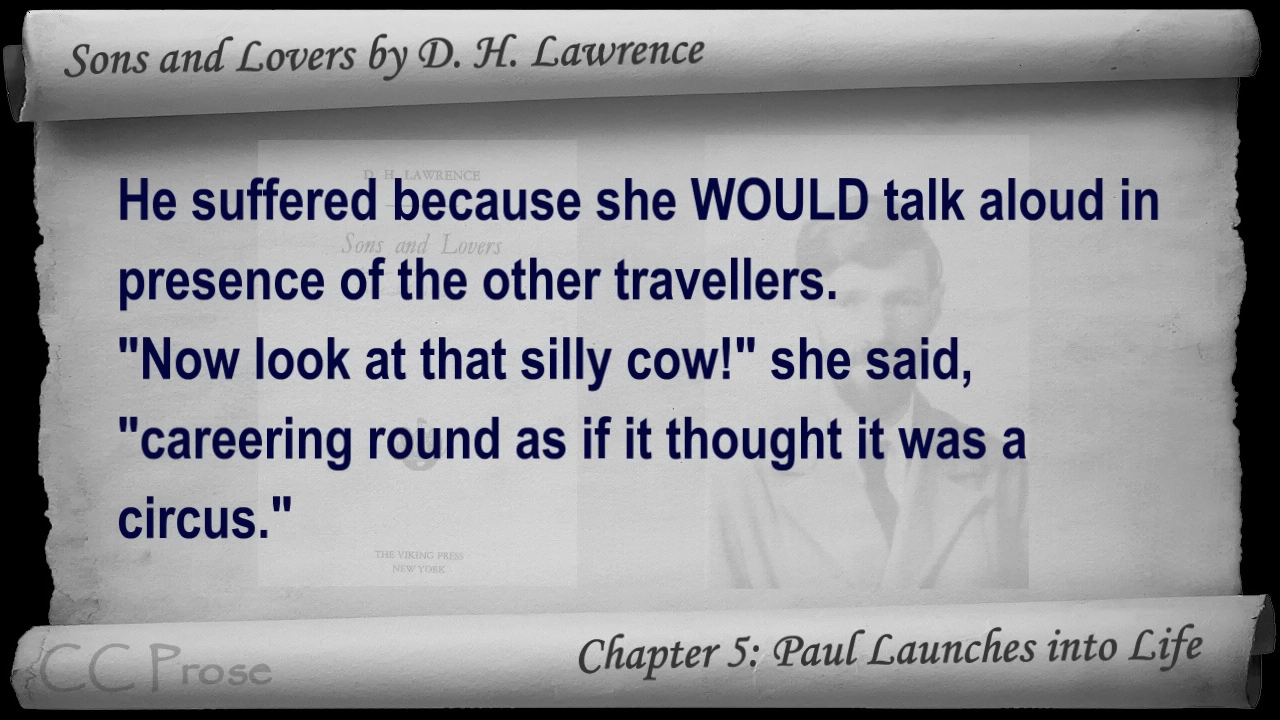 Sons and Lovers by D. H. Lawrence
D. H. LAWRENCE
Sons and Lovers
He suffered because she WOULD talk aloud in
presence of the other travellers.
"Now look at that silly cow!" she said,
"careering round as if it thought it was a
circus."
THE VIKING PRESS
NEW YORK
Chapter 5: Paul Launches into Life
CC Prose